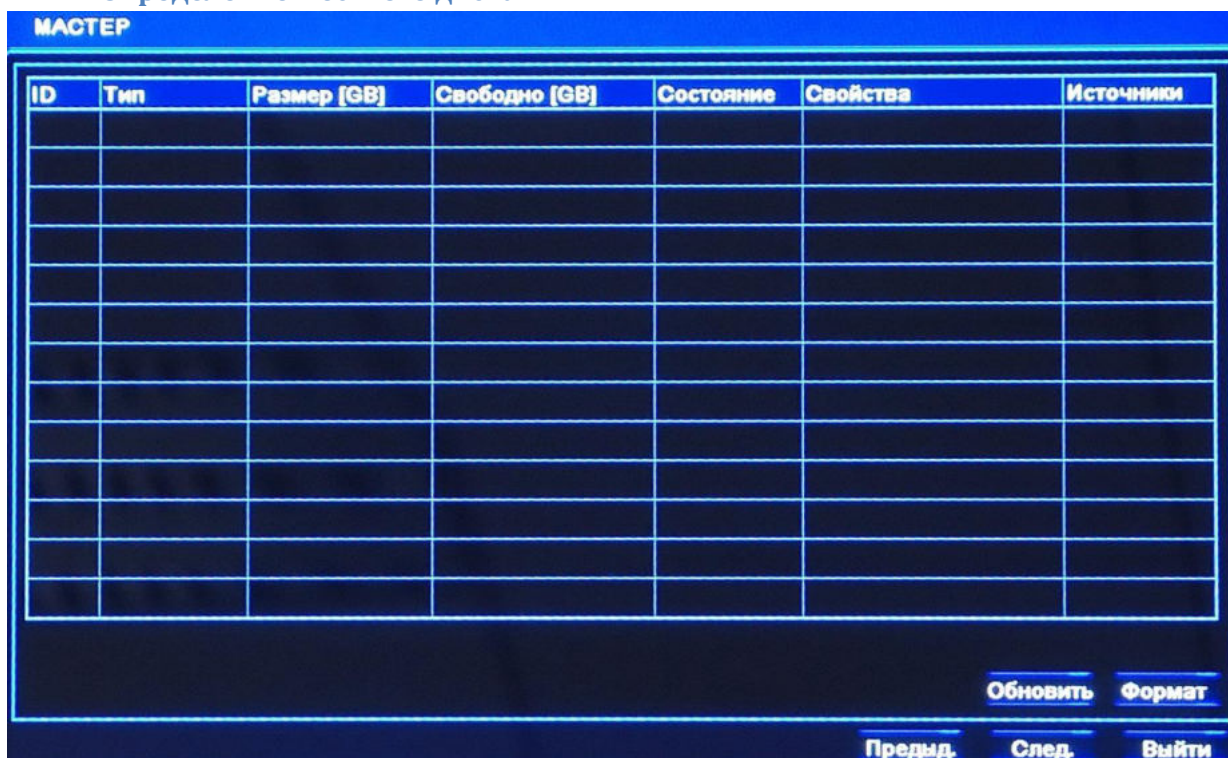 МАСТЕР
ID Тип Размер [GB] Свободно [GB] Состояние Свойства Источники
Обновить Формат
Предыд. След. Выйти